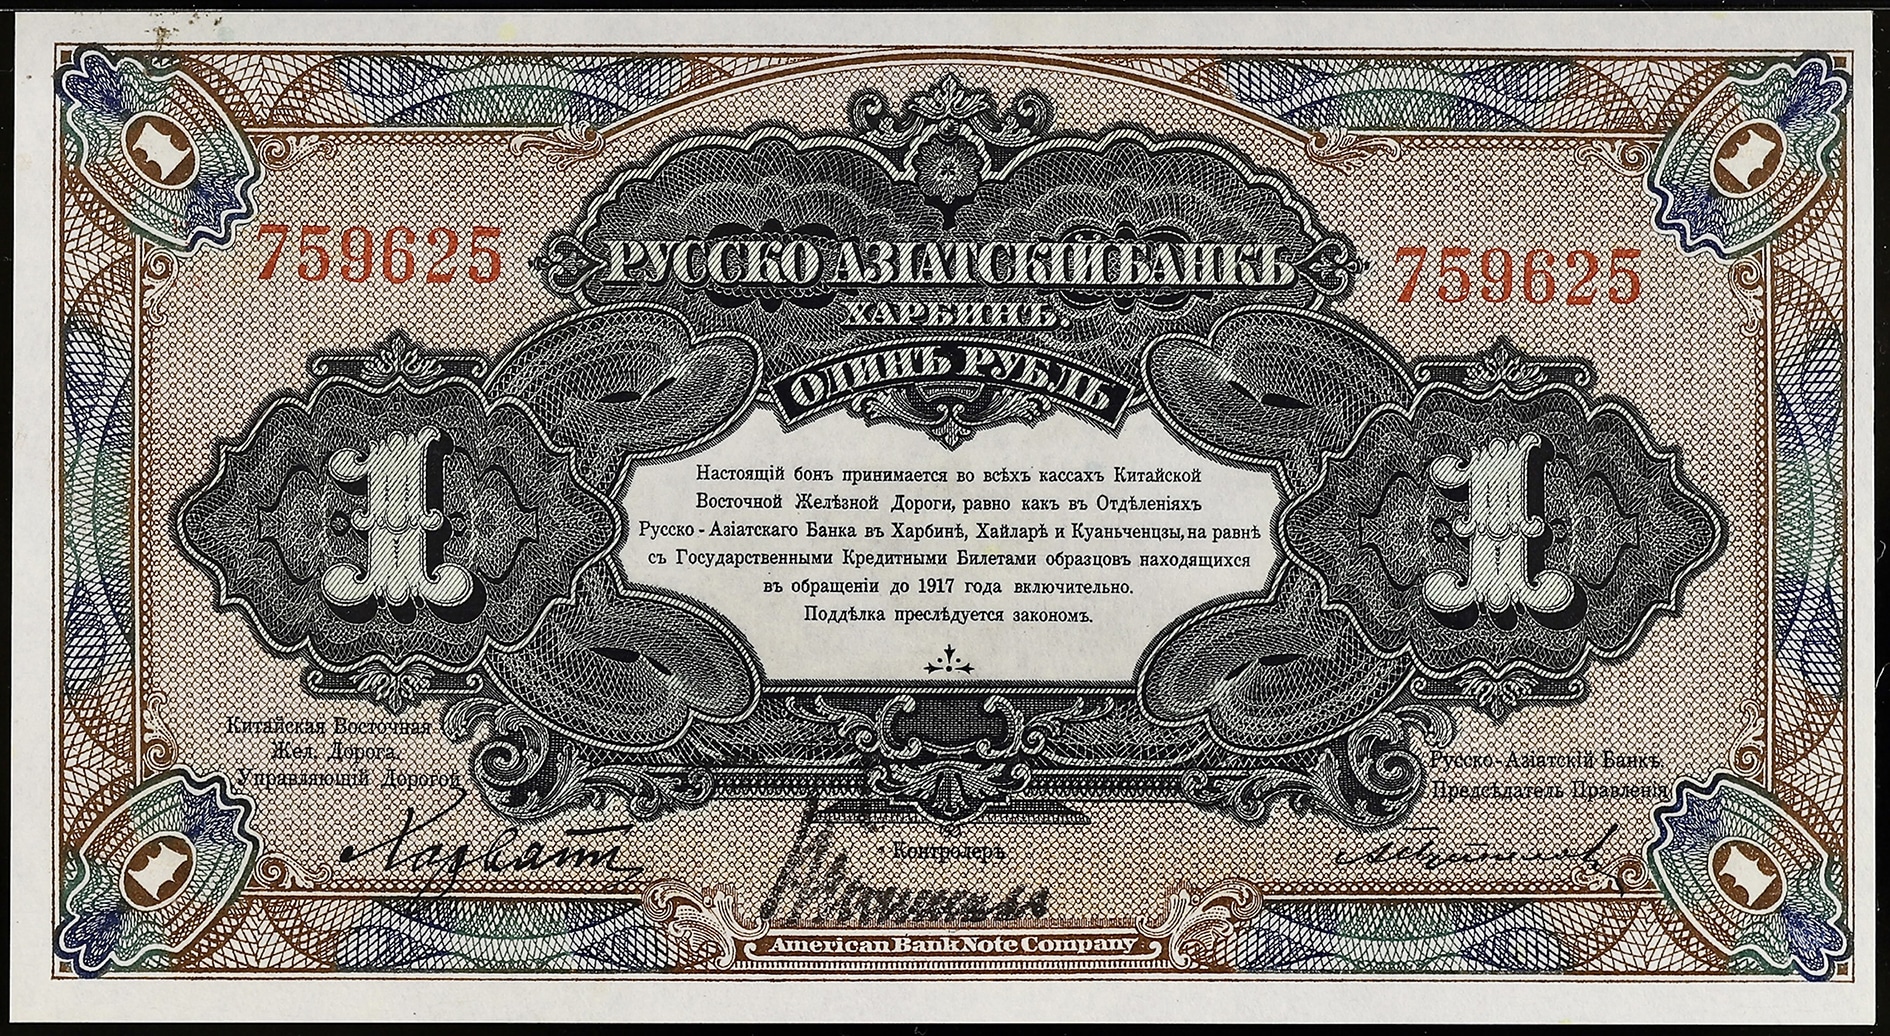 759625
РУССКО АЗІАТСКІЙ БАНКЪ
759625
ХАРБИНЪ.
ОДИНЪ РУБЛЬ
1
1
Настоящій бонъ принимается во всѣхъ кассахъ Китайской
Восточной Желѣзной Дороги, равно какъ въ Отдѣленіяхъ
Русско-Азіатскаго Банка въ Харбинѣ, Хайларѣ и Куаньченцзы, на равнѣ
съ Государственными Кредитными Билетами образцовъ находящихся
въ обращеніи до 1917 года включительно.
Поддѣлка преслѣдуется закономъ.
Китайская Восточная
Жел. Дорога.
Управляющій Дорогой
Русско-Азіатскій Банкъ.
Предсѣдатель Правленія
Контролеръ
American Bank Note Company